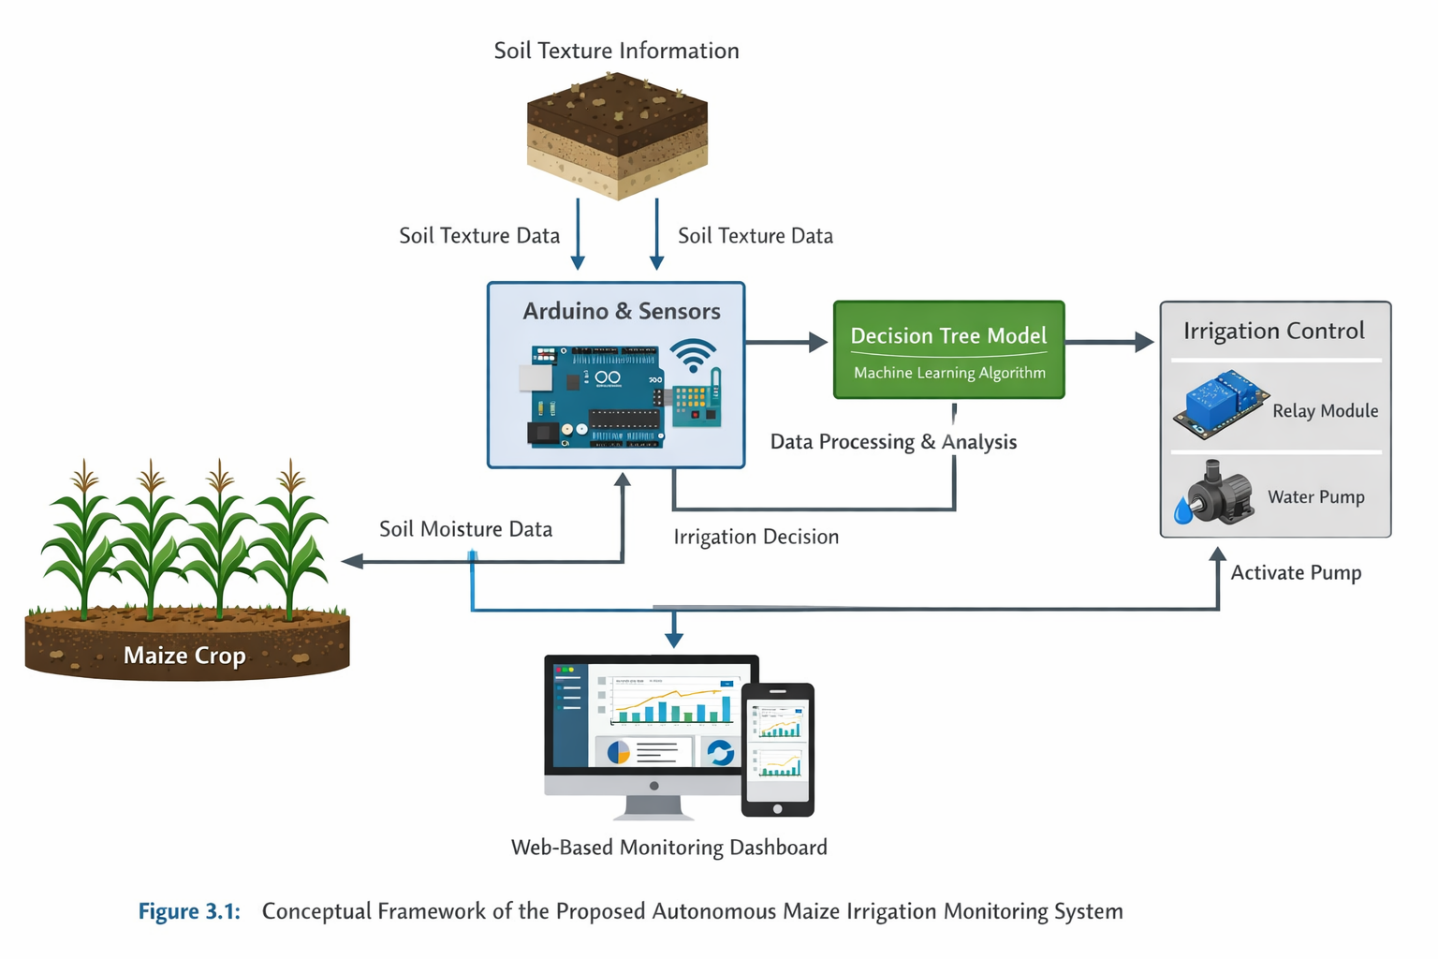 Soil Texture Information
Soil Texture Data
Soil Texture Data
Arduino & Sensors
Decision Tree Model
Machine Learning Algorithm
Irrigation Control
Relay Module
Data Processing & Analysis
Water Pump
Soil Moisture Data
Irrigation Decision
Activate Pump
Maize Crop
Web-Based Monitoring Dashboard
Figure 3.1: Conceptual Framework of the Proposed Autonomous Maize Irrigation Monitoring System